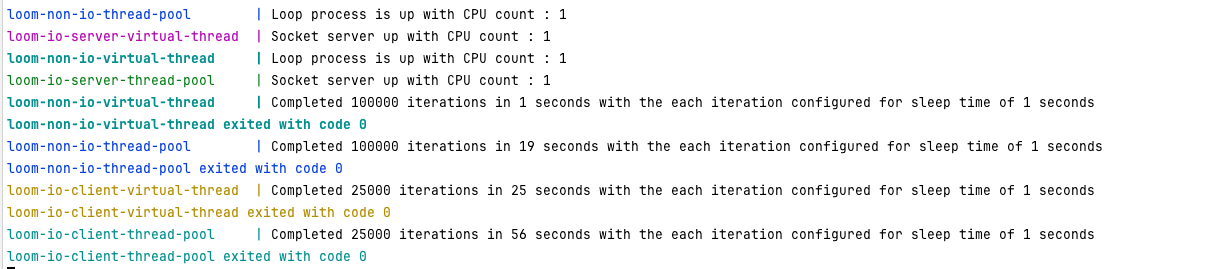 loom-non-io-thread-pool | Loop process is up with CPU count : 1
loom-io-server-virtual-thread | Socket server up with CPU count : 1
loom-non-io-virtual-thread | Loop process is up with CPU count : 1
loom-io-server-thread-pool | Socket server up with CPU count : 1
loom-non-io-virtual-thread | Completed 100000 iterations in 1 seconds with the each iteration configured for sleep time of 1 seconds
loom-non-io-virtual-thread exited with code 0
loom-non-io-thread-pool | Completed 100000 iterations in 19 seconds with the each iteration configured for sleep time of 1 seconds
loom-non-io-thread-pool exited with code 0
loom-io-client-virtual-thread | Completed 25000 iterations in 25 seconds with the each iteration configured for sleep time of 1 seconds
loom-io-client-virtual-thread exited with code 0
loom-io-client-thread-pool | Completed 25000 iterations in 56 seconds with the each iteration configured for sleep time of 1 seconds
loom-io-client-thread-pool exited with code 0